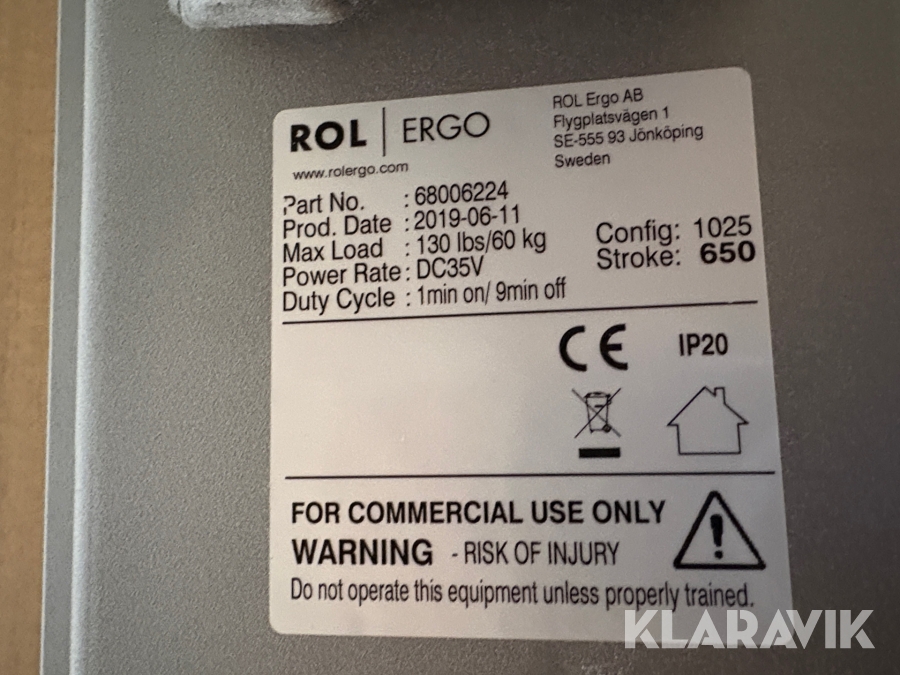 ROL | ERGO
www.rolergo.com
ROL Ergo AB
Flygplatsvägen 1
SE-555 93 Jönköping
Sweden
Part No. : 68006224
Prod. Date : 2019-06-11
Max Load : 130 lbs/60 kg
Power Rate : DC35V
Duty Cycle : 1min on/ 9min off
Config: 1025
Stroke: 650
CE IP20
FOR COMMERCIAL USE ONLY
WARNING - RISK OF INJURY
Do not operate this equipment unless properly trained.
KLARAVIK